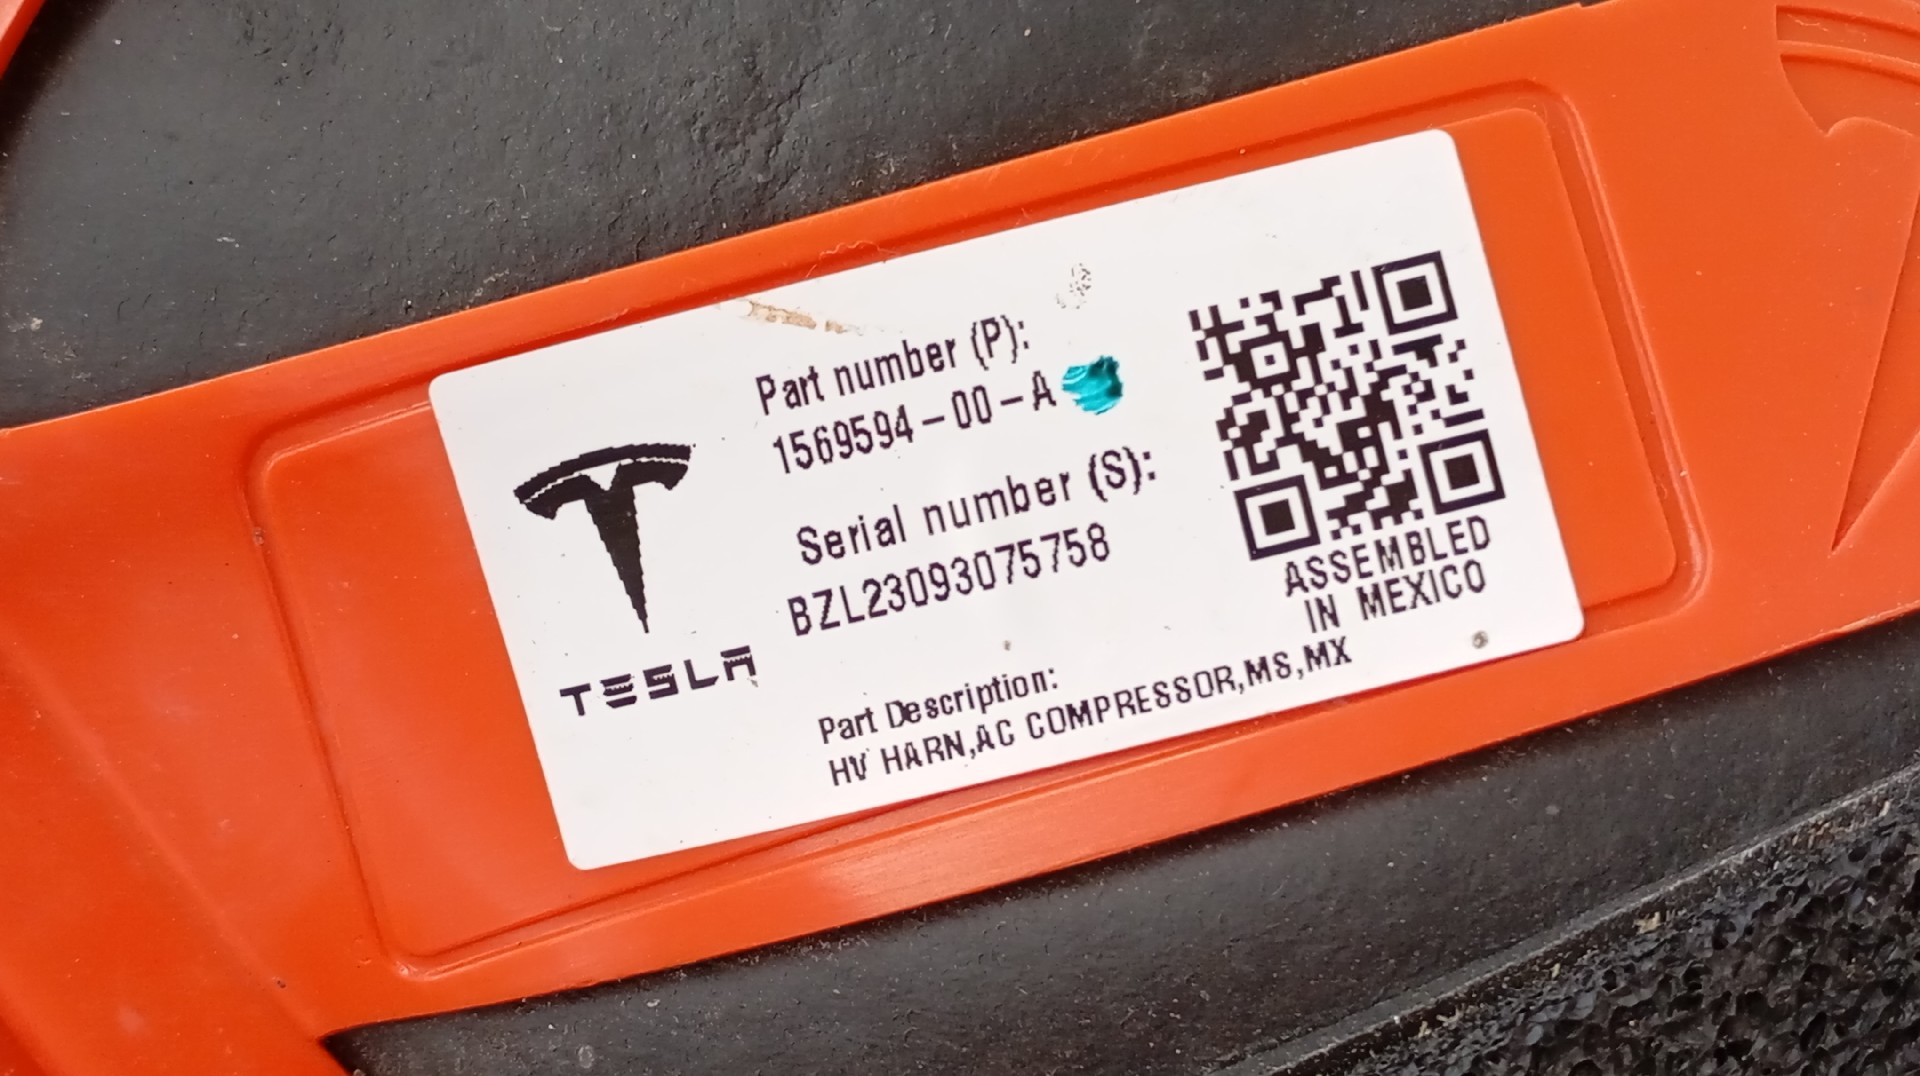 TESLA
Part number (P):
1569594-00-A
Serial number (S):
BZL23093075758
ASSEMBLED
IN MEXICO
Part Description:
HV HARN,AC COMPRESSOR,MS,MX